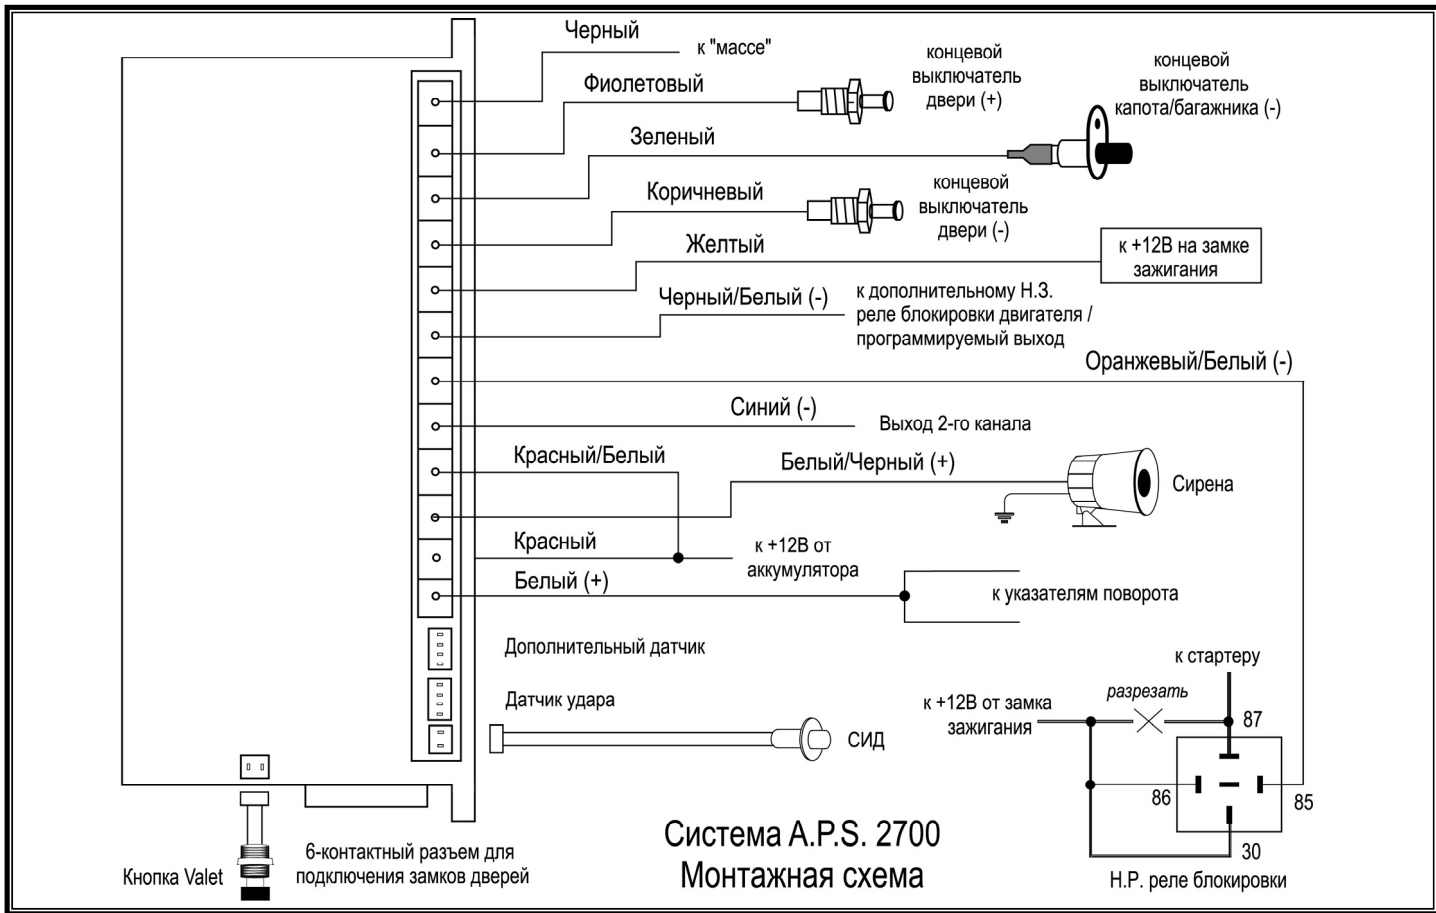 Черный
к "массе"
Фиолетовый
концевой
выключатель
двери (+)
концевой
выключатель
капота/багажника (-)
Зеленый
Коричневый
концевой
выключатель
двери (-)
Желтый
к +12В на замке
зажигания
Черный/Белый (-)
к дополнительному Н.З.
реле блокировки двигателя /
программируемый выход
Оранжевый/Белый (-)
Синий (-)
Выход 2-го канала
Красный/Белый
Белый/Черный (+)
Сирена
Красный
к +12В от
аккумулятора
Белый (+)
к указателям поворота
Дополнительный датчик
Датчик удара
СИД
к стартеру
к +12В от замка
зажигания
разрезать
87
86
85
30
Н.Р. реле блокировки
Кнопка Valet
6-контактный разъем для
подключения замков дверей
Система A.P.S. 2700
Монтажная схема